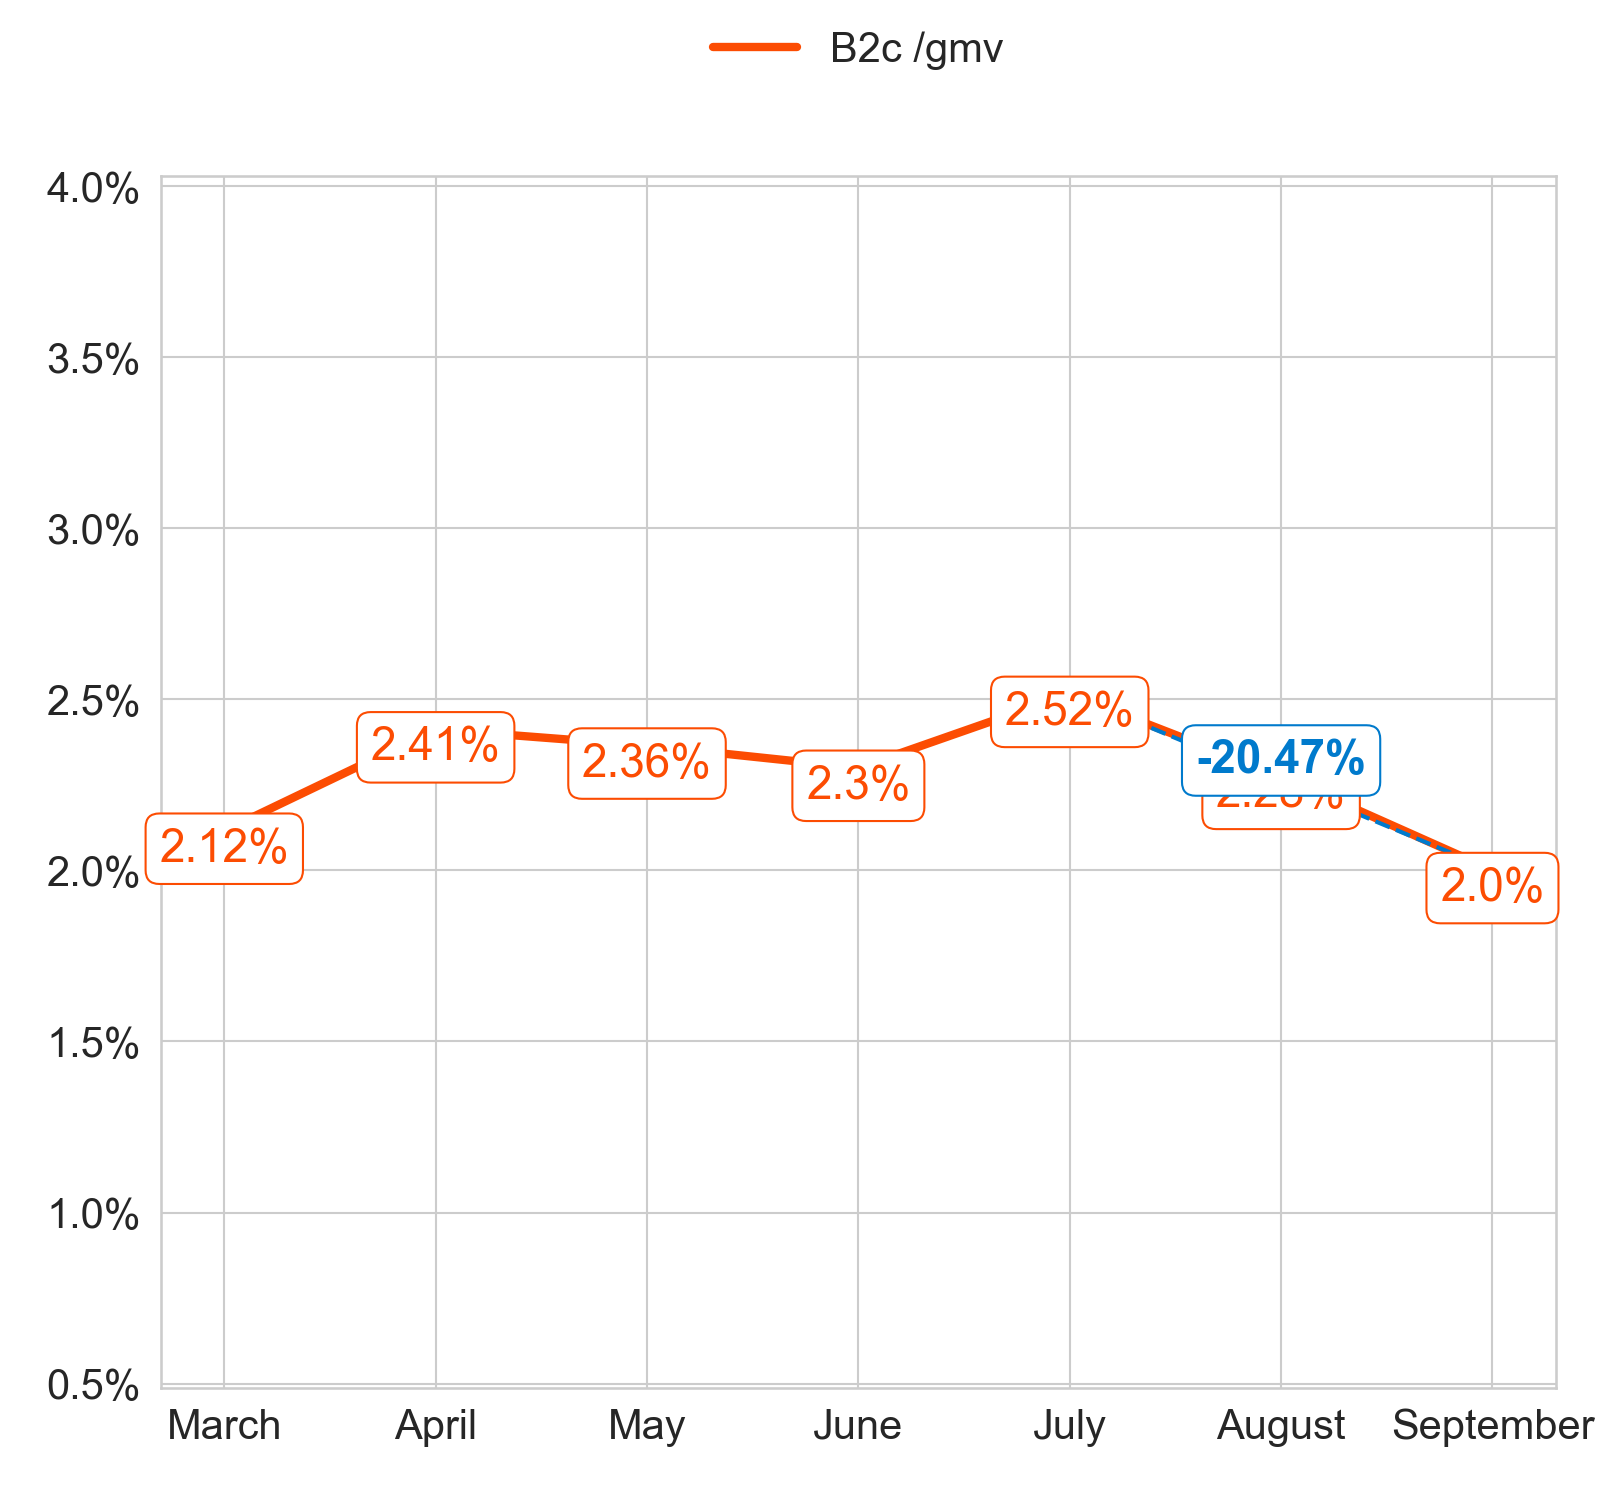 B2c /gmv
4.0%
3.5%
3.0%
2.5%
2.0%
1.5%
1.0%
0.5%
2.12%
2.41%
2.36%
2.3%
2.52%
-20.47%
2.0%
March
April
May
June
July
August
September